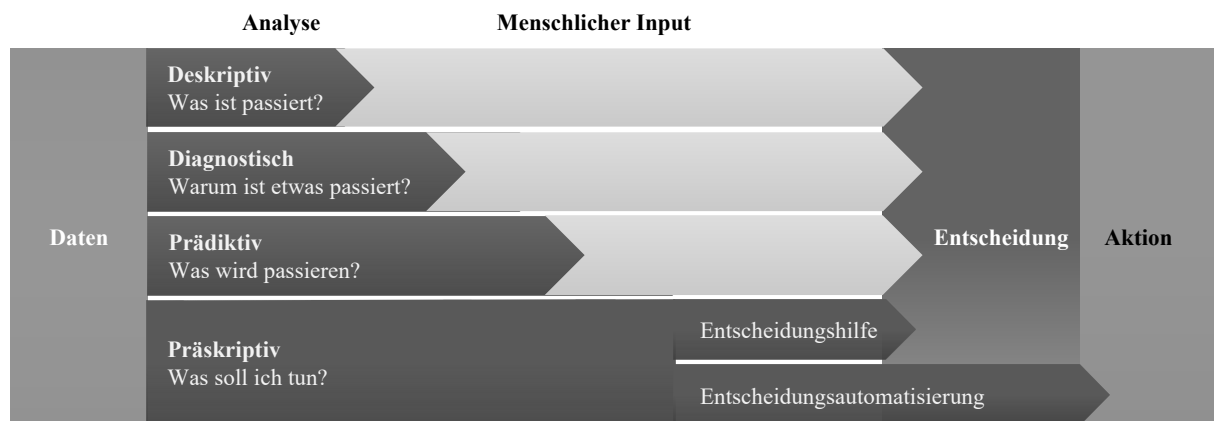 Analyse
Menschlicher Input
Deskriptiv
Was ist passiert?
Diagnostisch
Warum ist etwas passiert?
Daten
Prädiktiv
Was wird passieren?
Entscheidung
Aktion
Präskriptiv
Was soll ich tun?
Entscheidungshilfe
Entscheidungsautomatisierung